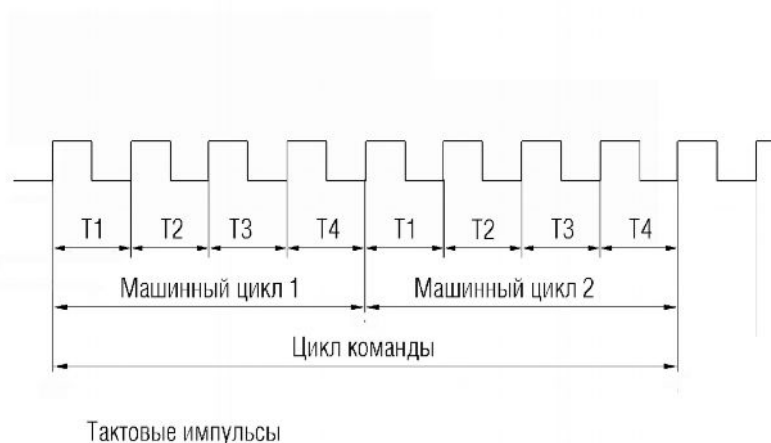 T1 T2 T3 T4 T1 T2 T3 T4
Машинный цикл 1 Машинный цикл 2
Цикл команды
Тактовые импульсы